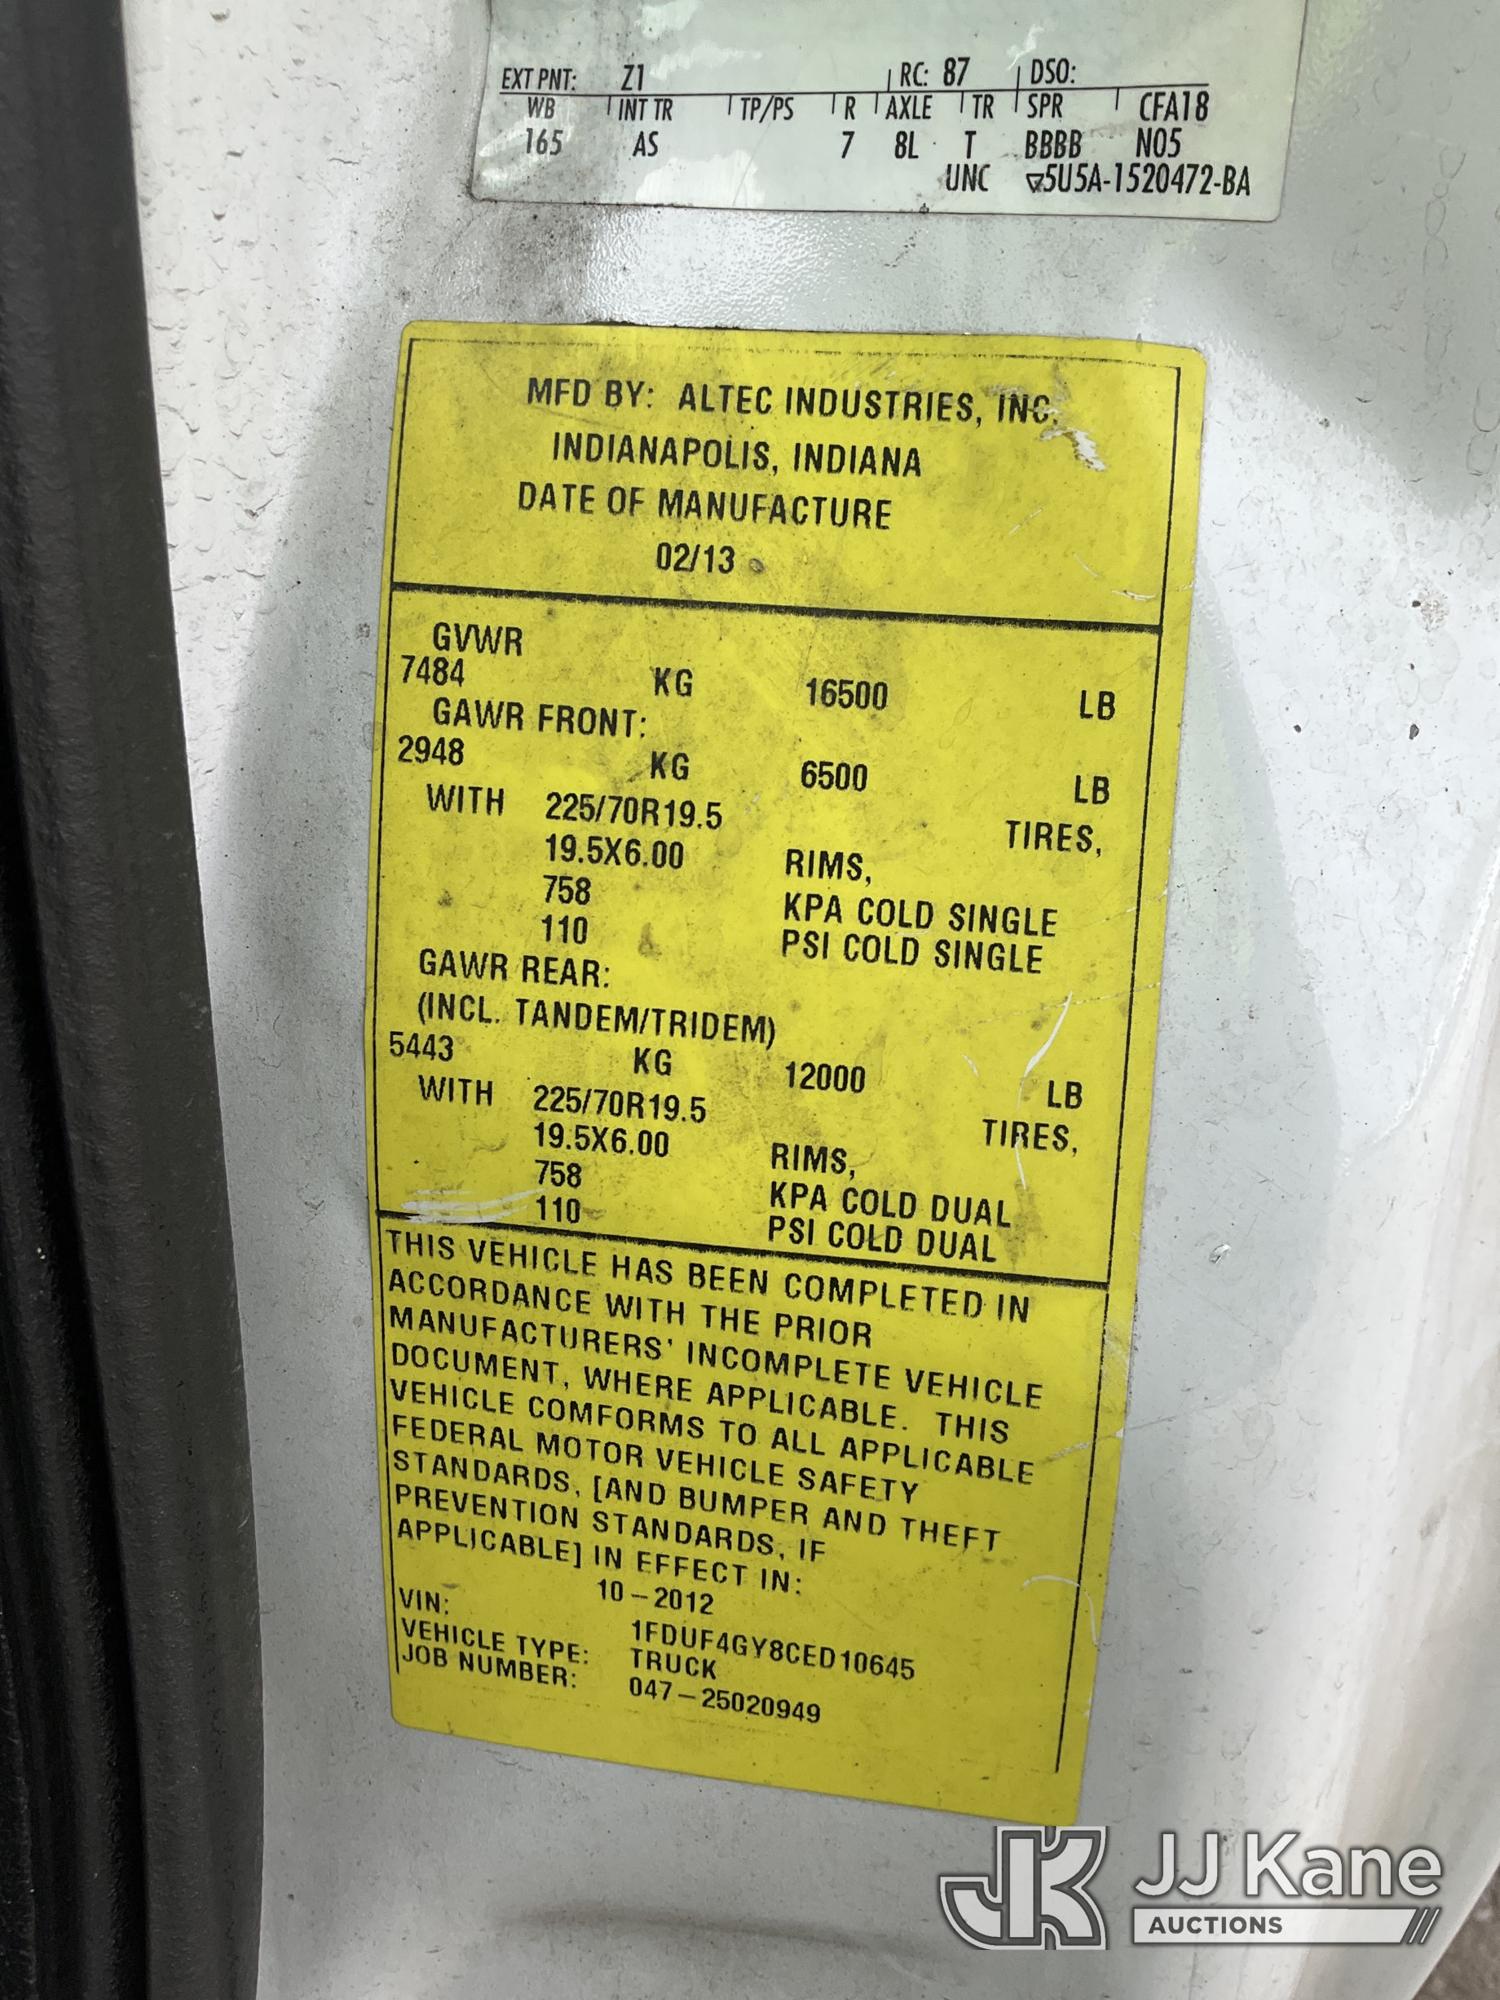 EXT PNT: Z1 RC: 87 DSO:
WB INT TR TP/PS R AXLE TR SPR CFA18
165 AS 7 8L T BBBB N05
UNC 5U5A-1520472-BA
MFD BY: ALTEC INDUSTRIES, INC.
INDIANAPOLIS, INDIANA
DATE OF MANUFACTURE
02/13
GVWR
7484 KG 16500 LB
GAWR FRONT:
2948 KG 6500 LB
WITH 225/70R19.5 TIRES,
19.5X6.00 RIMS,
758 KPA COLD SINGLE
110 PSI COLD SINGLE
GAWR REAR:
(INCL. TANDEM/TRIDEM)
5443 KG 12000 LB
WITH 225/70R19.5 TIRES,
19.5X6.00 RIMS,
758 KPA COLD DUAL
110 PSI COLD DUAL
THIS VEHICLE HAS BEEN COMPLETED IN
ACCORDANCE WITH THE PRIOR
MANUFACTURERS' INCOMPLETE VEHICLE
DOCUMENT, WHERE APPLICABLE. THIS
VEHICLE COMFORMS TO ALL APPLICABLE
FEDERAL MOTOR VEHICLE SAFETY
STANDARDS, [AND BUMPER AND THEFT
PREVENTION STANDARDS, IF
APPLICABLE] IN EFFECT IN:
10-2012
VIN: 1FDUF4GY8CED10645
VEHICLE TYPE: TRUCK
JOB NUMBER: 047-25020949
JK JJ Kane
AUCTIONS